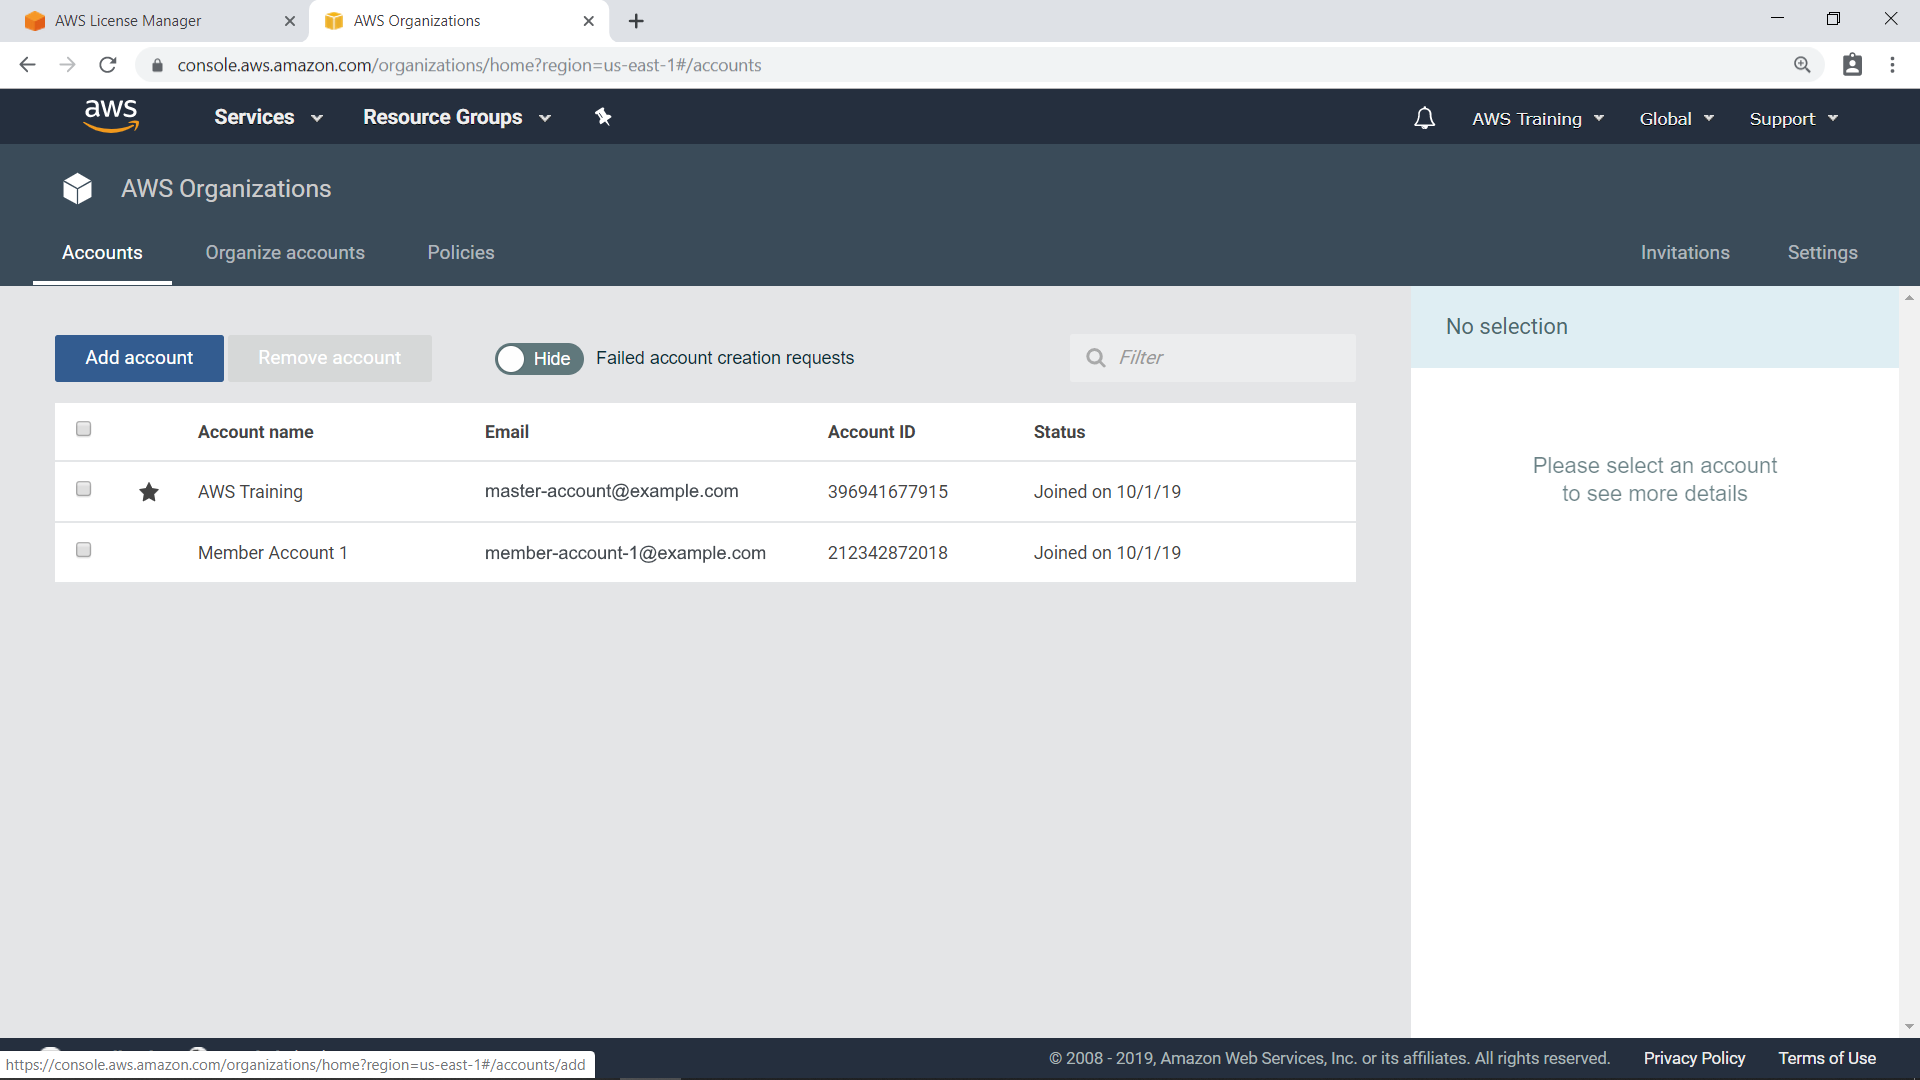 AWS License Manager
AWS Organizations
console.aws.amazon.com/organizations/home?region=us-east-1#/accounts
aws
Services
Resource Groups
AWS Training
Global
Support
AWS Organizations
Accounts
Organize accounts
Policies
Invitations
Settings
Add account
Remove account
Hide
Failed account creation requests
Filter
Account name Email Account ID Status
AWS Training master-account@example.com 396941677915 Joined on 10/1/19
Member Account 1 member-account-1@example.com 212342872018 Joined on 10/1/19
No selection
Please select an account
to see more details
https://console.aws.amazon.com/organizations/home?region=us-east-1#/accounts/add
© 2008 - 2019, Amazon Web Services, Inc. or its affiliates. All rights reserved.
Privacy Policy
Terms of Use